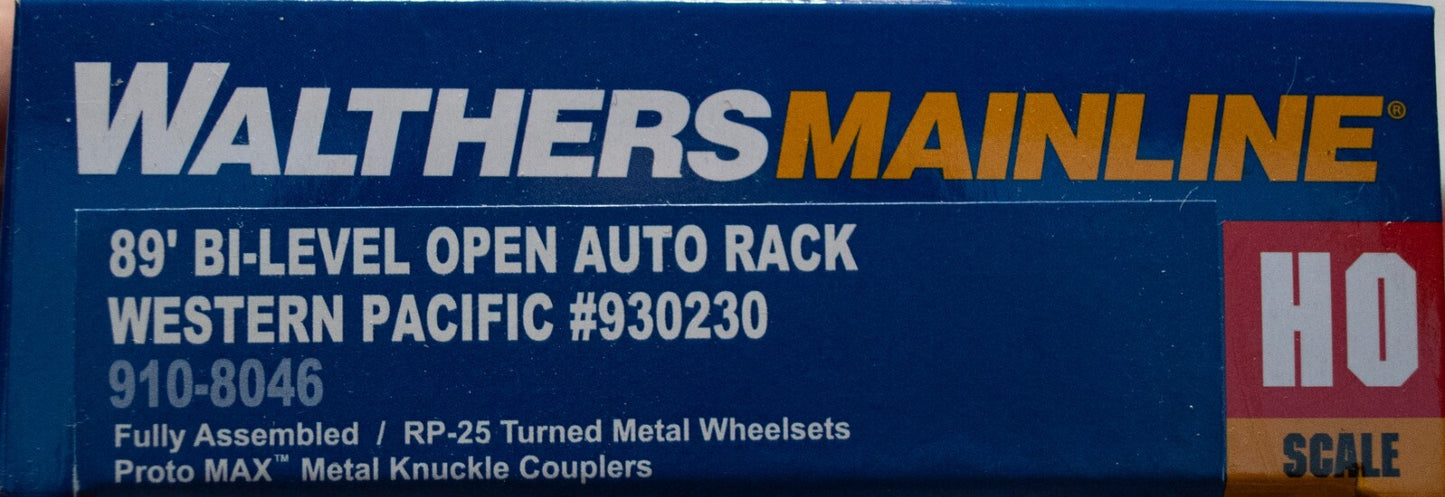 WALTHERSMAINLINE®
89' BI-LEVEL OPEN AUTO RACK
WESTERN PACIFIC #930230
910-8046
Fully Assembled / RP-25 Turned Metal Wheelsets
Proto MAX™ Metal Knuckle Couplers
HO
SCALE